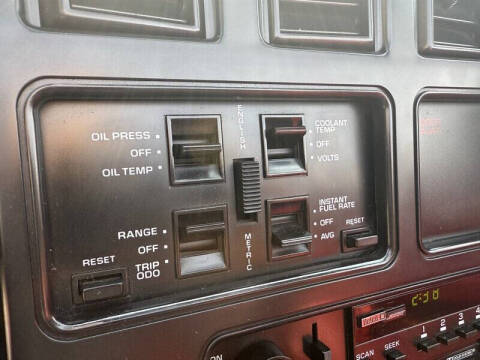 ENGLISH
OIL PRESS
OFF
OIL TEMP
COOLANT
TEMP
OFF
VOLTS
RANGE
OFF
TRIP
ODO
RESET
METRIC
INSTANT
FUEL RATE
OFF
AVG
RESET
ON
SCAN
SEEK
1
2
3
4